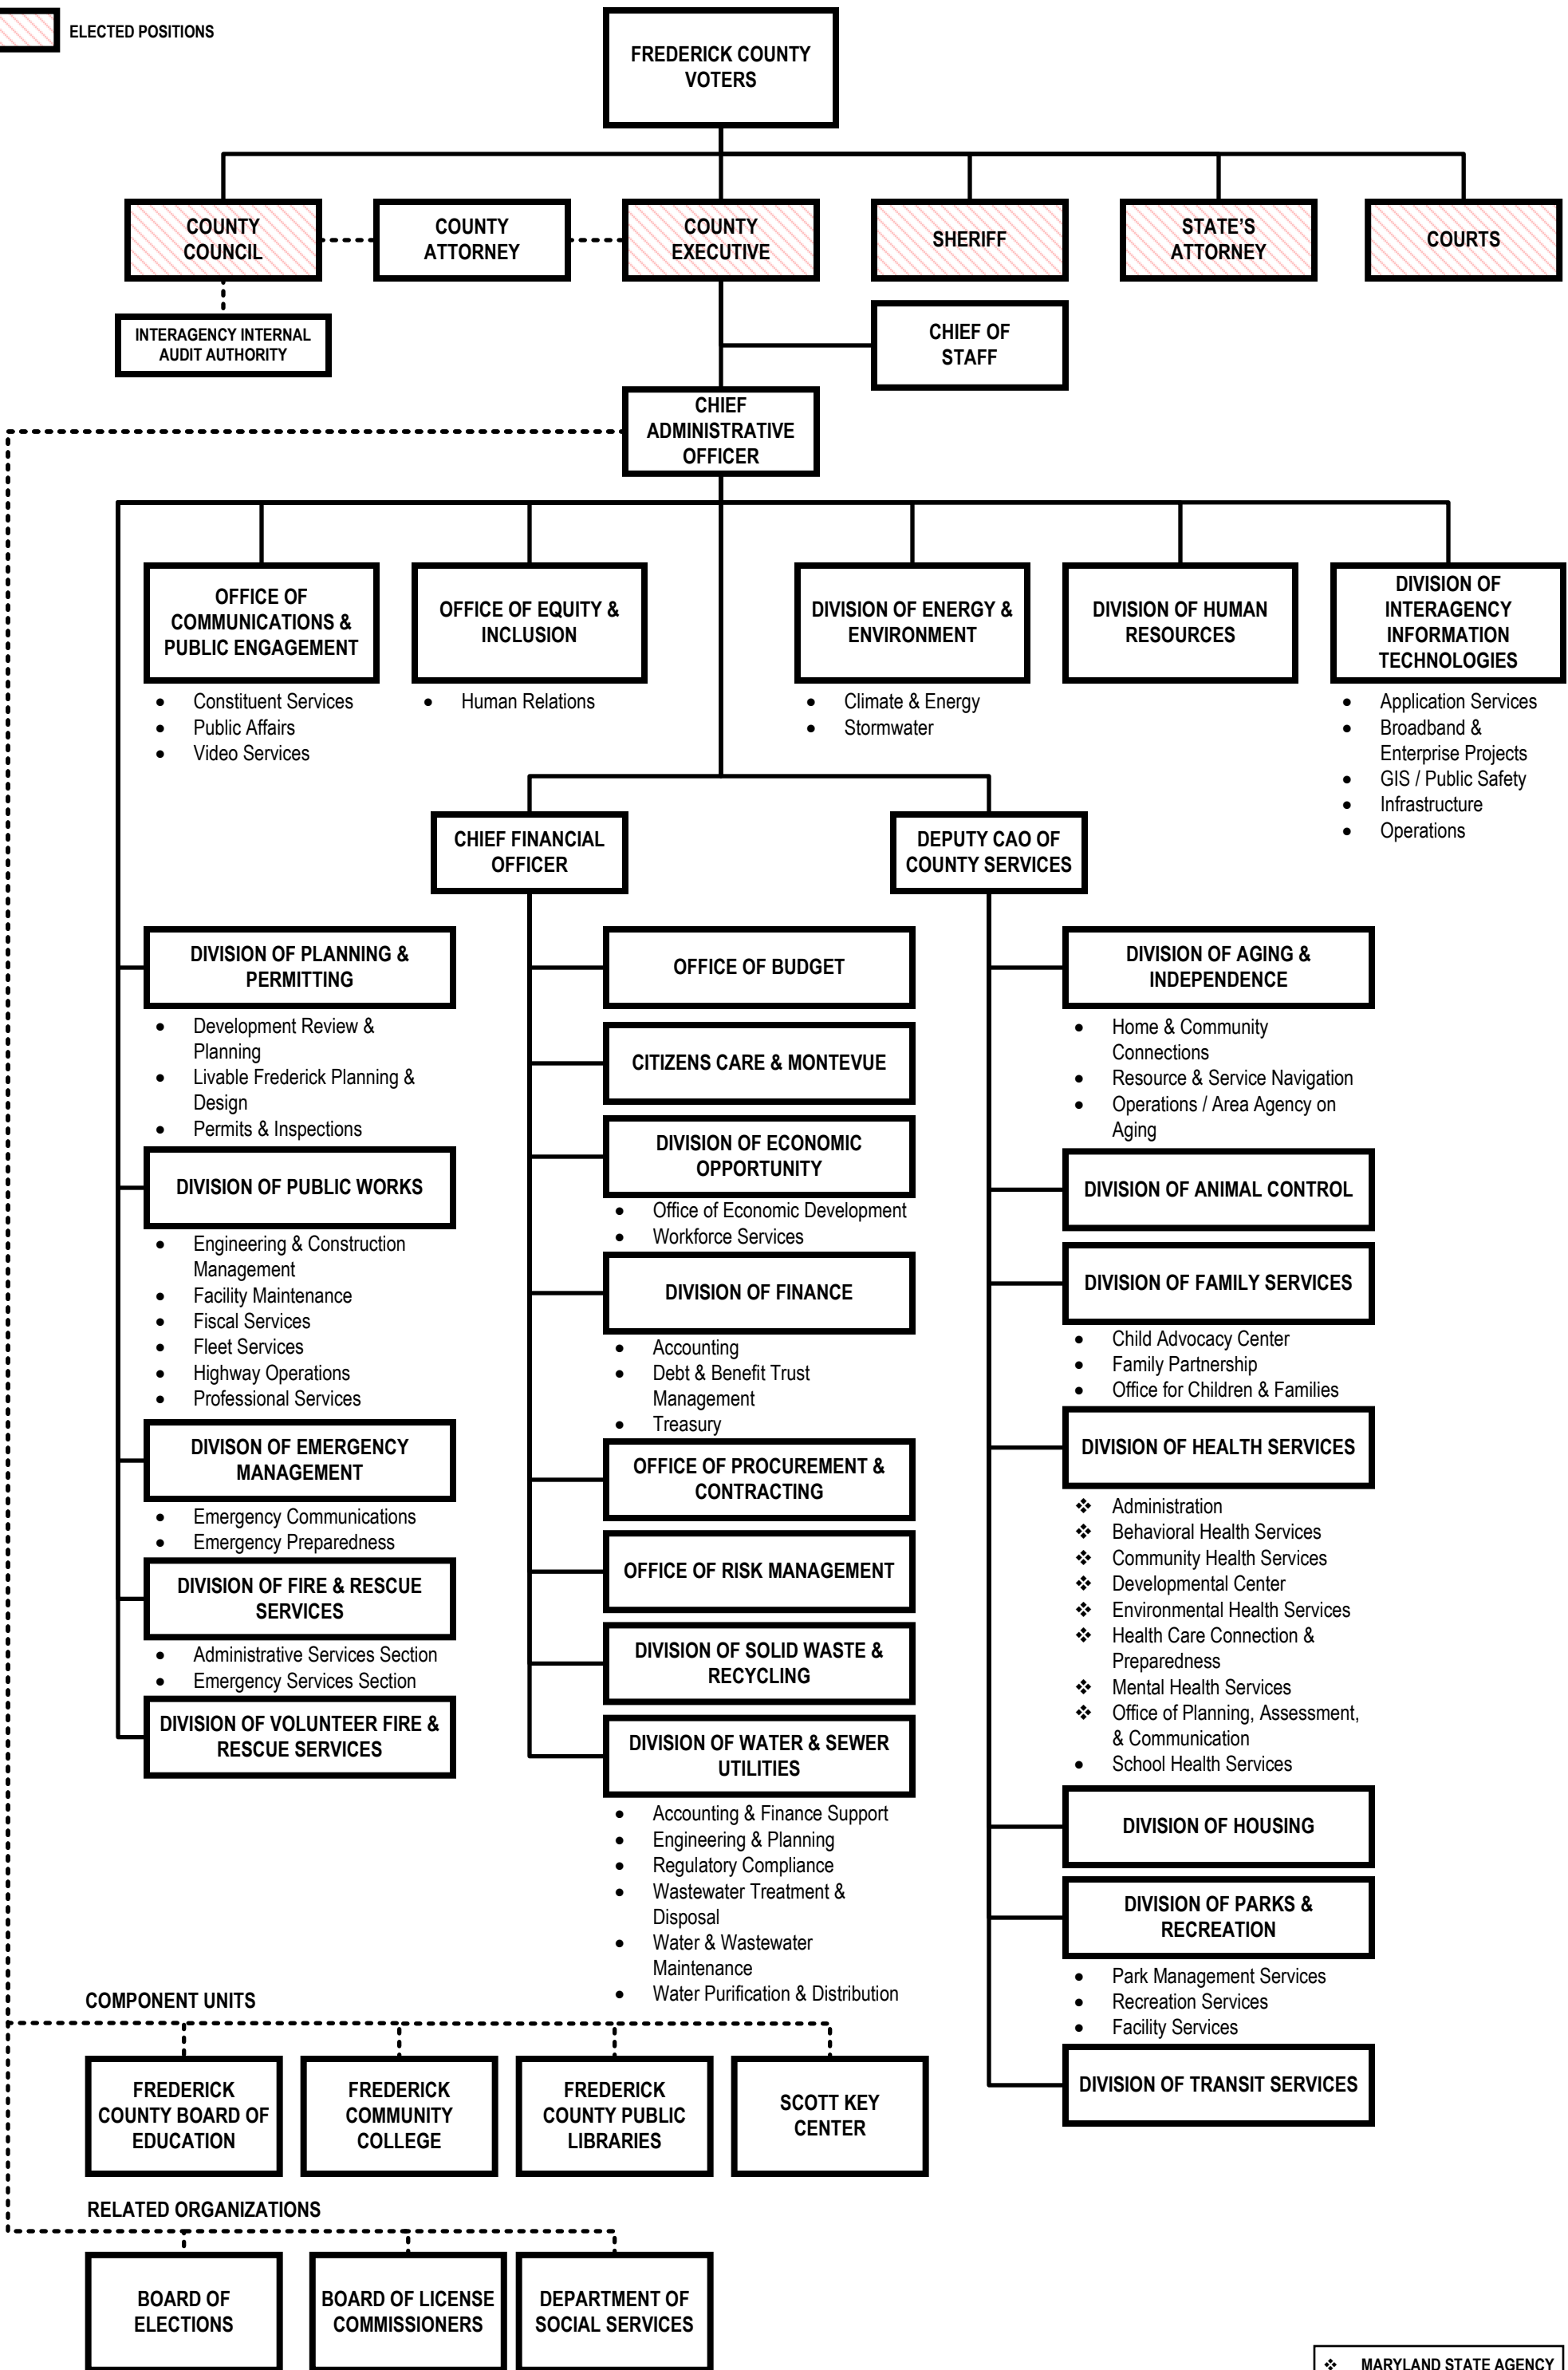 ELECTED POSITIONS
FREDERICK COUNTY
VOTERS
COUNTY
COUNCIL
COUNTY
ATTORNEY
COUNTY
EXECUTIVE
SHERIFF
STATE’S
ATTORNEY
COURTS
INTERAGENCY INTERNAL
AUDIT AUTHORITY
CHIEF OF
STAFF
CHIEF
ADMINISTRATIVE
OFFICER
OFFICE OF
COMMUNICATIONS &
PUBLIC ENGAGEMENT
• Constituent Services
• Public Affairs
• Video Services
OFFICE OF EQUITY &
INCLUSION
• Human Relations
DIVISION OF ENERGY &
ENVIRONMENT
• Climate & Energy
• Stormwater
DIVISION OF HUMAN
RESOURCES
DIVISION OF
INTERAGENCY
INFORMATION
TECHNOLOGIES
• Application Services
• Broadband &
Enterprise Projects
• GIS / Public Safety
• Infrastructure
• Operations
CHIEF FINANCIAL
OFFICER
DEPUTY CAO OF
COUNTY SERVICES
DIVISION OF PLANNING &
PERMITTING
• Development Review &
Planning
• Livable Frederick Planning &
Design
• Permits & Inspections
DIVISION OF PUBLIC WORKS
• Engineering & Construction
Management
• Facility Maintenance
• Fiscal Services
• Fleet Services
• Highway Operations
• Professional Services
DIVISON OF EMERGENCY
MANAGEMENT
• Emergency Communications
• Emergency Preparedness
DIVISION OF FIRE & RESCUE
SERVICES
• Administrative Services Section
• Emergency Services Section
DIVISION OF VOLUNTEER FIRE &
RESCUE SERVICES
OFFICE OF BUDGET
CITIZENS CARE & MONTEVUE
DIVISION OF ECONOMIC
OPPORTUNITY
• Office of Economic Development
• Workforce Services
DIVISION OF FINANCE
• Accounting
• Debt & Benefit Trust
Management
• Treasury
OFFICE OF PROCUREMENT &
CONTRACTING
OFFICE OF RISK MANAGEMENT
DIVISION OF SOLID WASTE &
RECYCLING
DIVISION OF WATER & SEWER
UTILITIES
• Accounting & Finance Support
• Engineering & Planning
• Regulatory Compliance
• Wastewater Treatment &
Disposal
• Water & Wastewater
Maintenance
• Water Purification & Distribution
DIVISION OF AGING &
INDEPENDENCE
• Home & Community
Connections
• Resource & Service Navigation
• Operations / Area Agency on
Aging
DIVISION OF ANIMAL CONTROL
DIVISION OF FAMILY SERVICES
• Child Advocacy Center
• Family Partnership
• Office for Children & Families
DIVISION OF HEALTH SERVICES
❖ Administration
❖ Behavioral Health Services
❖ Community Health Services
❖ Developmental Center
❖ Environmental Health Services
❖ Health Care Connection &
Preparedness
❖ Mental Health Services
❖ Office of Planning, Assessment,
& Communication
• School Health Services
DIVISION OF HOUSING
DIVISION OF PARKS &
RECREATION
• Park Management Services
• Recreation Services
• Facility Services
DIVISION OF TRANSIT SERVICES
COMPONENT UNITS
FREDERICK
COUNTY BOARD OF
EDUCATION
FREDERICK
COMMUNITY
COLLEGE
FREDERICK
COUNTY PUBLIC
LIBRARIES
SCOTT KEY
CENTER
RELATED ORGANIZATIONS
BOARD OF
ELECTIONS
BOARD OF LICENSE
COMMISSIONERS
DEPARTMENT OF
SOCIAL SERVICES
❖ MARYLAND STATE AGENCY